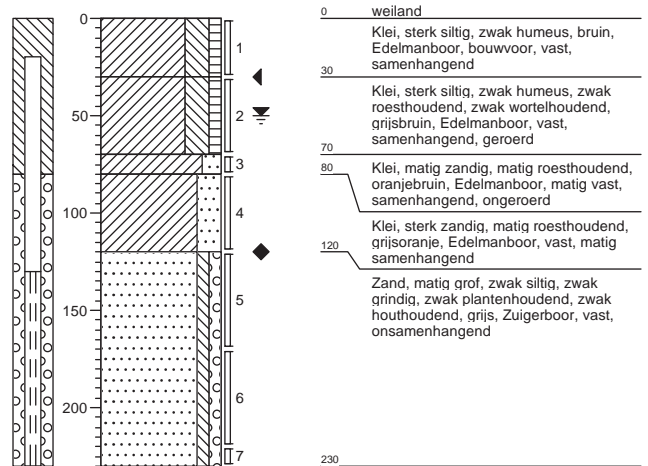 0
50
100
150
200
1
2
3
4
5
6
7
0 weiland
Klei, sterk siltig, zwak humeus, bruin,
Edelmanboor, bouwvoor, vast,
samenhangend
30
Klei, sterk siltig, zwak humeus, zwak
roesthoudend, zwak wortelhoudend,
grijsbruin, Edelmanboor, vast,
samenhangend, geroerd
70
Klei, matig zandig, matig roesthoudend,
80
oranjebruin, Edelmanboor, matig vast,
samenhangend, ongeroerd
Klei, sterk zandig, matig roesthoudend,
grijsoranje, Edelmanboor, vast, matig
120
samenhangend
Zand, matig grof, zwak siltig, zwak
grindig, zwak plantenhoudend, zwak
houthoudend, grijs, Zuigerboor, vast,
onsamenhangend
230